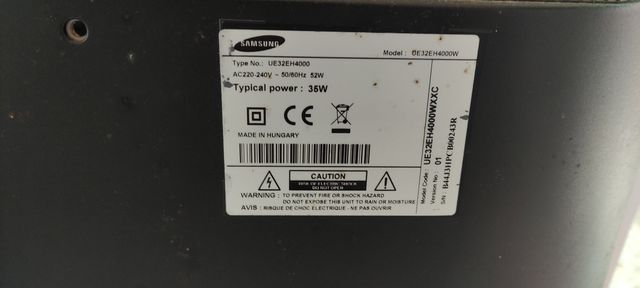 SAMSUNG
Model : UE32EH4000W
Type No.: UE32EH4000
AC220-240V ~ 50/60Hz 52W
Typical power : 35W
CE
MADE IN HUNGARY
CAUTION
RISK OF ELECTRIC SHOCK
DO NOT OPEN
WARNING : TO PREVENT FIRE OR SHOCK HAZARD
DO NOT EXPOSE THIS UNIT TO RAIN OR MOISTURE
AVIS : RISQUE DE CHOC ELECTRIQUE - NE PAS OUVRIR
Model Code : UE32EH4000WXXC
Version No : 01
S/N :